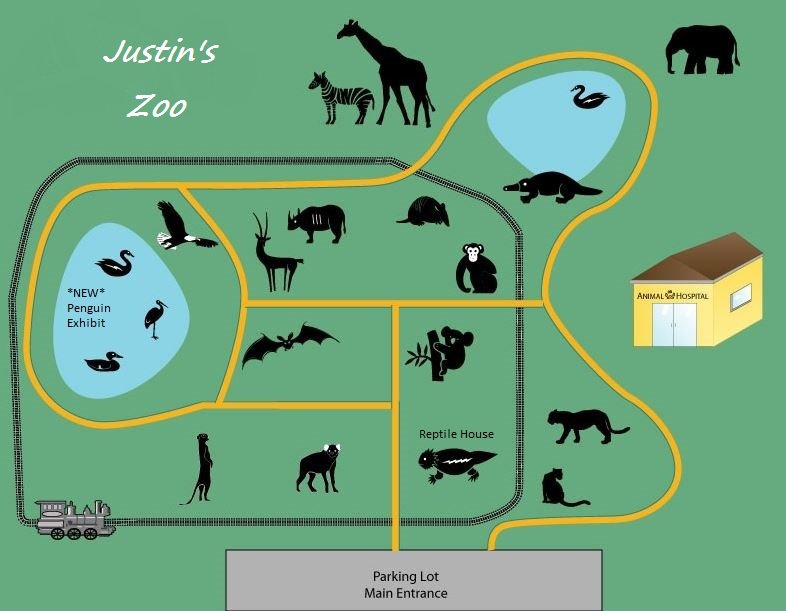 Justin's
Zoo
*NEW*
Penguin
Exhibit
ANIMAL HOSPITAL
Reptile House
Parking Lot
Main Entrance